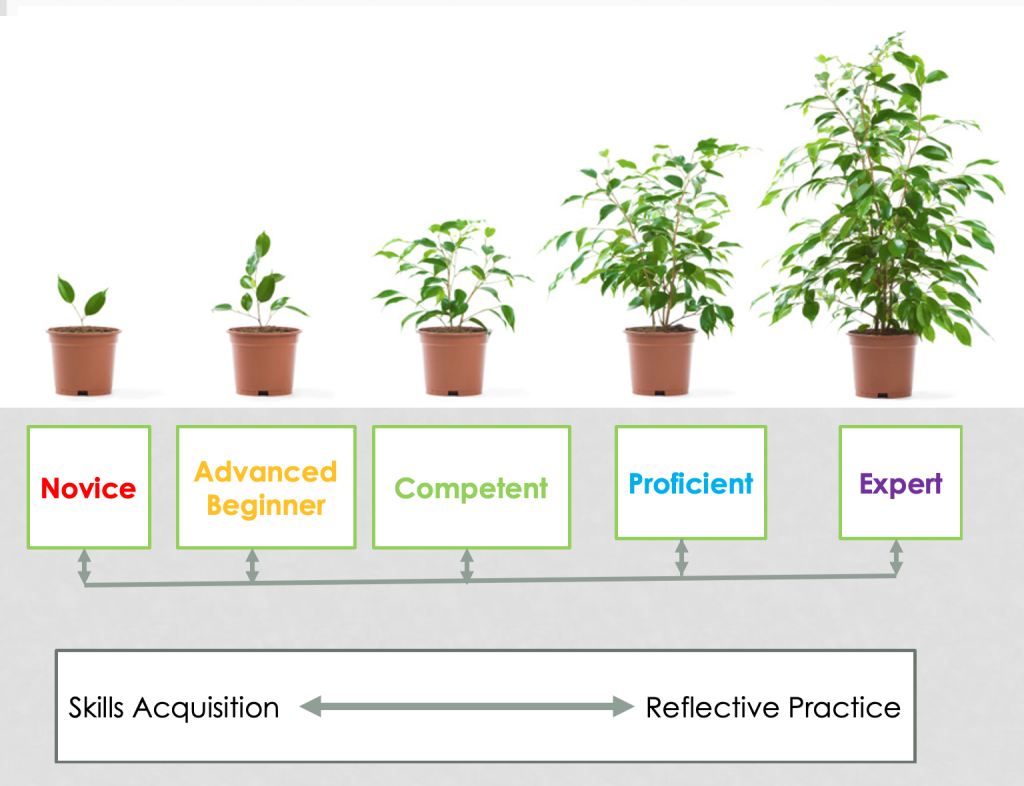 Novice
Advanced
Beginner
Competent
Proficient
Expert
Skills Acquisition
Reflective Practice